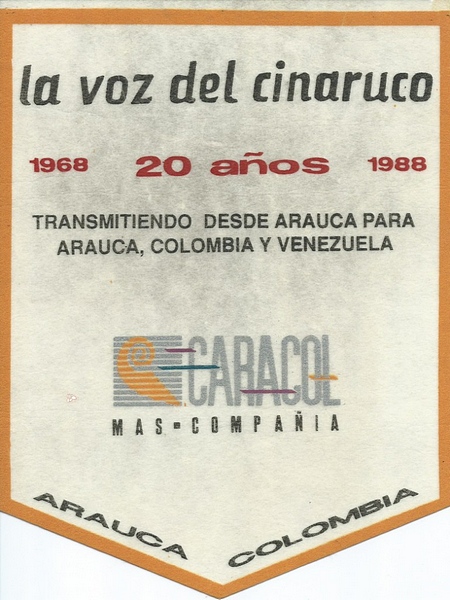 la voz del cinaruco
1968 20 años 1988
TRANSMITIENDO DESDE ARAUCA PARA
ARAUCA, COLOMBIA Y VENEZUELA
CARACOL
MAS-COMPAÑIA
ARAUCA COLOMBIA